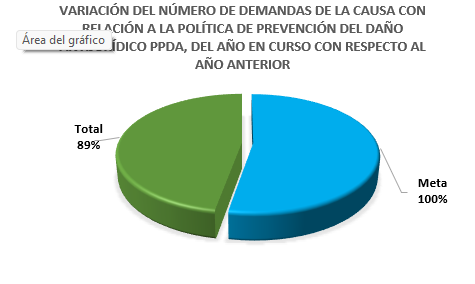 VARIACIÓN DEL NÚMERO DE DEMANDAS DE LA CAUSA CON
RELACIÓN A LA POLÍTICA DE PREVENCIÓN DEL DAÑO
Área del gráfico
PPDA, DEL AÑO EN CURSO CON RESPECTO AL
AÑO ANTERIOR
Total
89%
Meta
100%